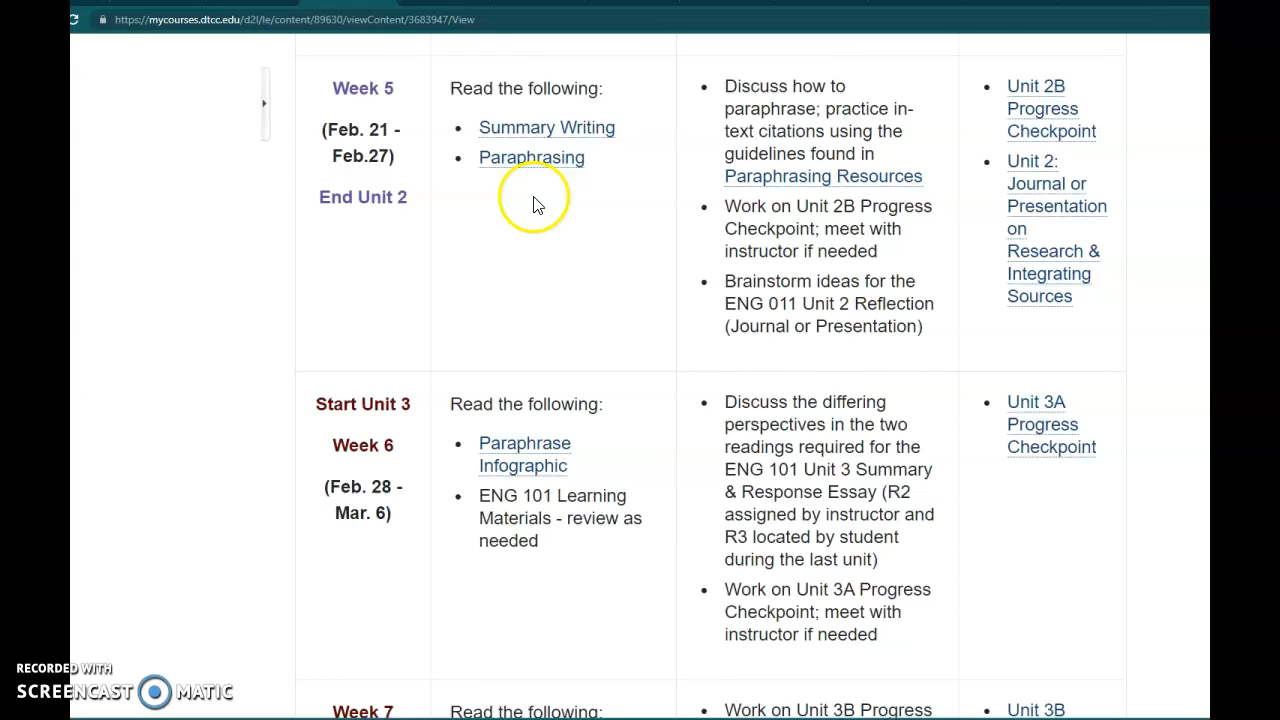 https://mycourses.dtcc.edu/d2l/le/content/89630/viewContent/3683947/View
Week 5
(Feb. 21 -
Feb.27)
End Unit 2
Read the following:
• Summary Writing
• Paraphrasing
• Discuss how to
paraphrase; practice in-
text citations using the
guidelines found in
Paraphrasing Resources
• Work on Unit 2B Progress
Checkpoint; meet with
instructor if needed
• Brainstorm ideas for the
ENG 011 Unit 2 Reflection
(Journal or Presentation)
• Unit 2B
Progress
Checkpoint
• Unit 2:
Journal or
Presentation
on
Research &
Integrating
Sources
Start Unit 3
Week 6
(Feb. 28 -
Mar. 6)
Read the following:
• Paraphrase
Infographic
• ENG 101 Learning
Materials - review as
needed
• Discuss the differing
perspectives in the two
readings required for the
ENG 101 Unit 3 Summary
& Response Essay (R2
assigned by instructor and
R3 located by student
during the last unit)
• Work on Unit 3A Progress
Checkpoint; meet with
instructor if needed
• Unit 3A
Progress
Checkpoint
Week 7
Read the following:
• Work on Unit 3B Progress
• Unit 3B
RECORDED WITH
SCREENCAST MATIC